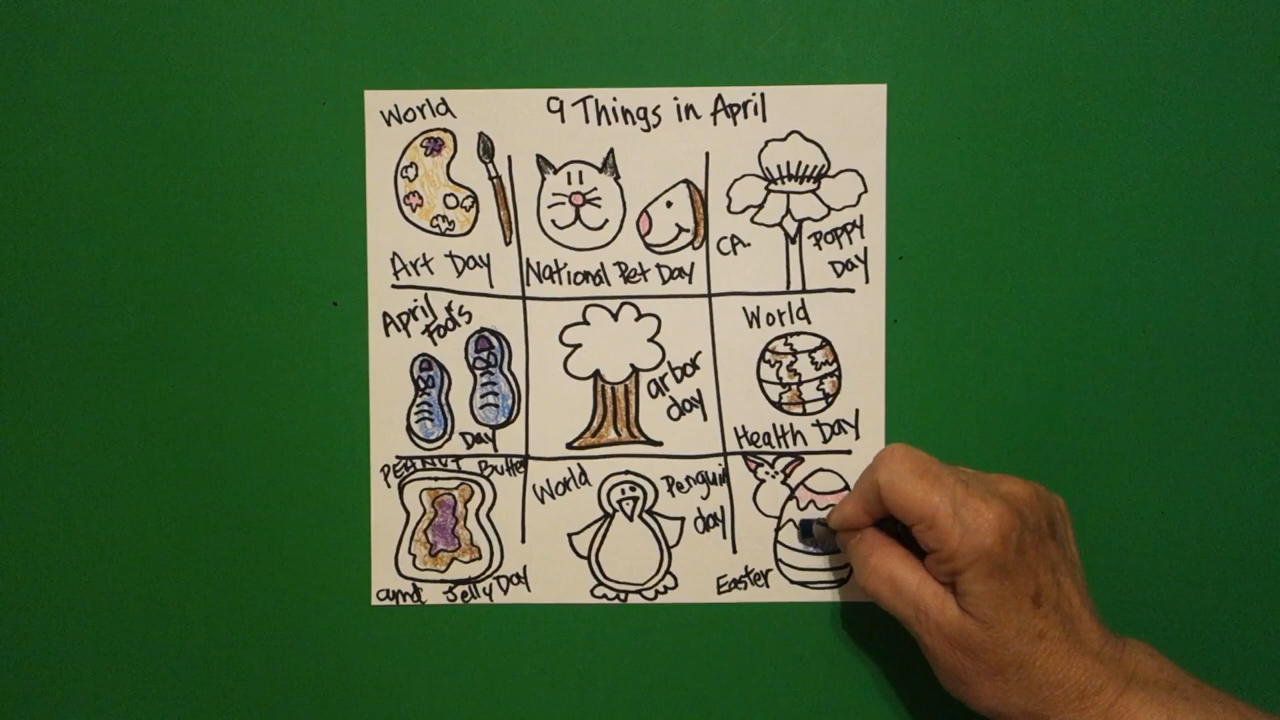 9 Things in April
World
Art Day
National Pet Day
CA. Poppy
Day
April
Fools
Day
arbor
day
World
Health Day
PEANUT Butter
and Jelly Day
World Penguin
day
Easter